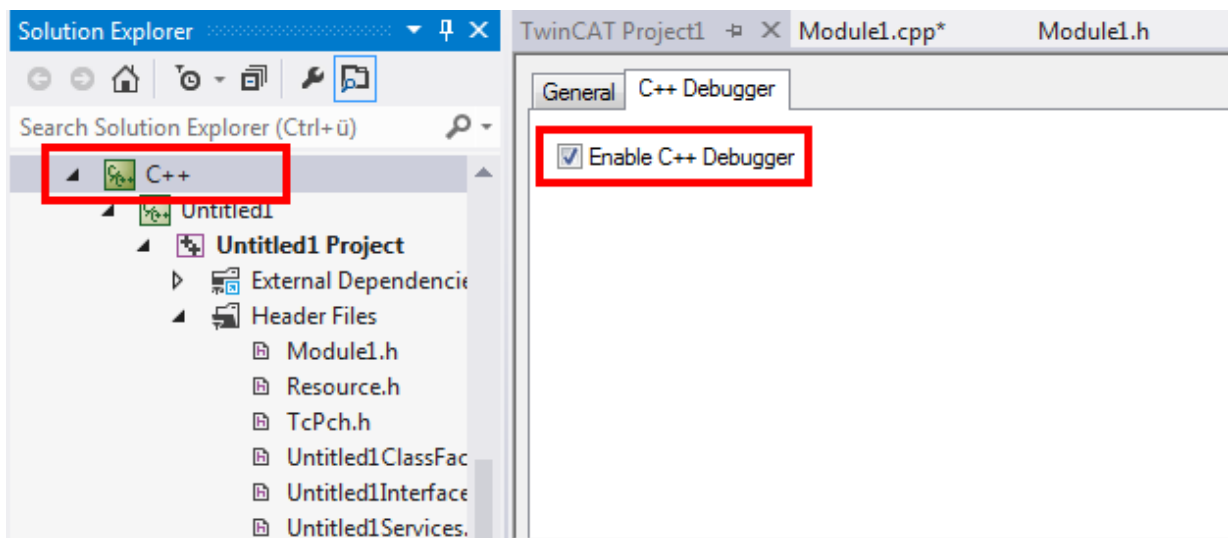 Solution Explorer
Search Solution Explorer (Ctrl+ü)
C++
Untitled1
Untitled1 Project
External Dependencie
Header Files
Module1.h
Resource.h
TcPch.h
Untitled1ClassFac
Untitled1Interface
Untitled1Services.
TwinCAT Project1 Module1.cpp* Module1.h
General C++ Debugger
Enable C++ Debugger